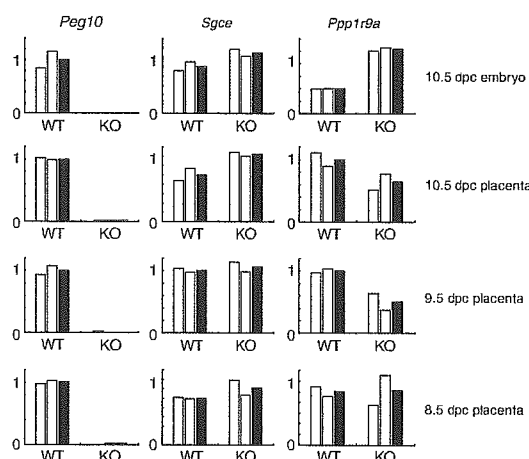 Peg10 Sgce Ppp1r9a
1 1 1
0 0 0
WT KO WT KO WT KO
10.5 dpc embryo
1 1 1
0 0 0
WT KO WT KO WT KO
10.5 dpc placenta
1 1 1
0 0 0
WT KO WT KO WT KO
9.5 dpc placenta
1 1 1
0 0 0
WT KO WT KO WT KO
8.5 dpc placenta